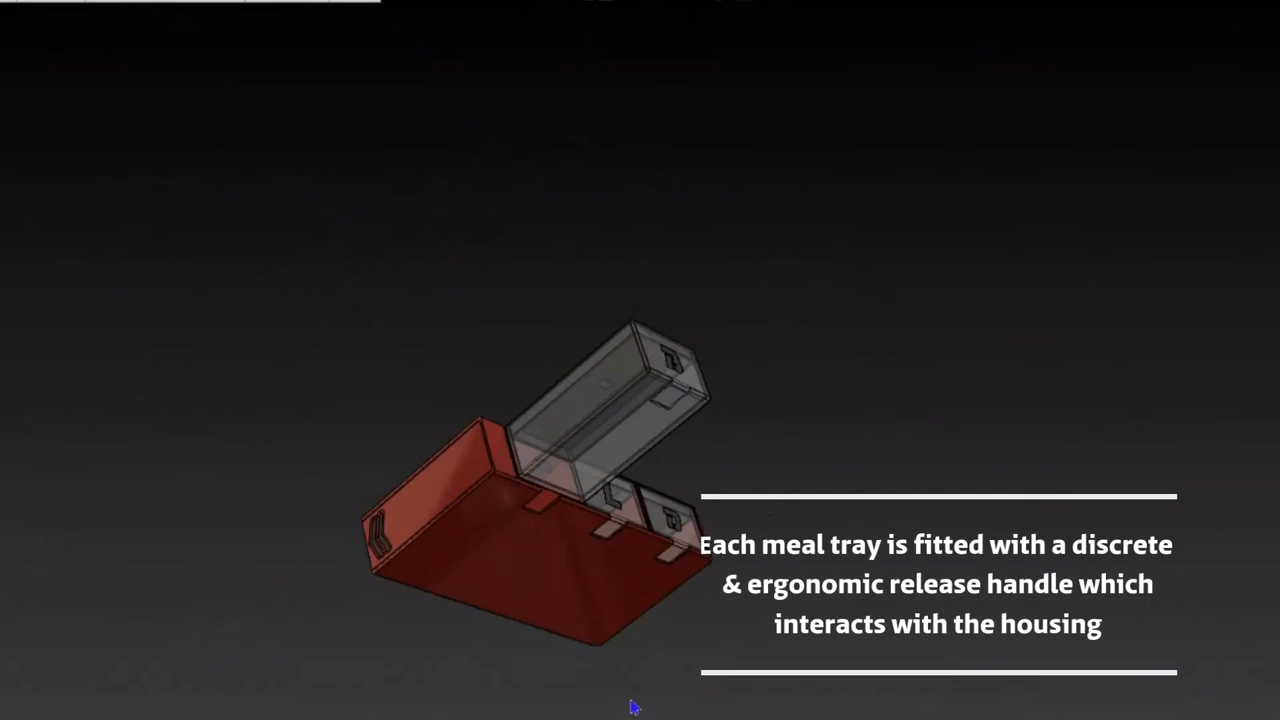 Each meal tray is fitted with a discrete
& ergonomic release handle which
interacts with the housing